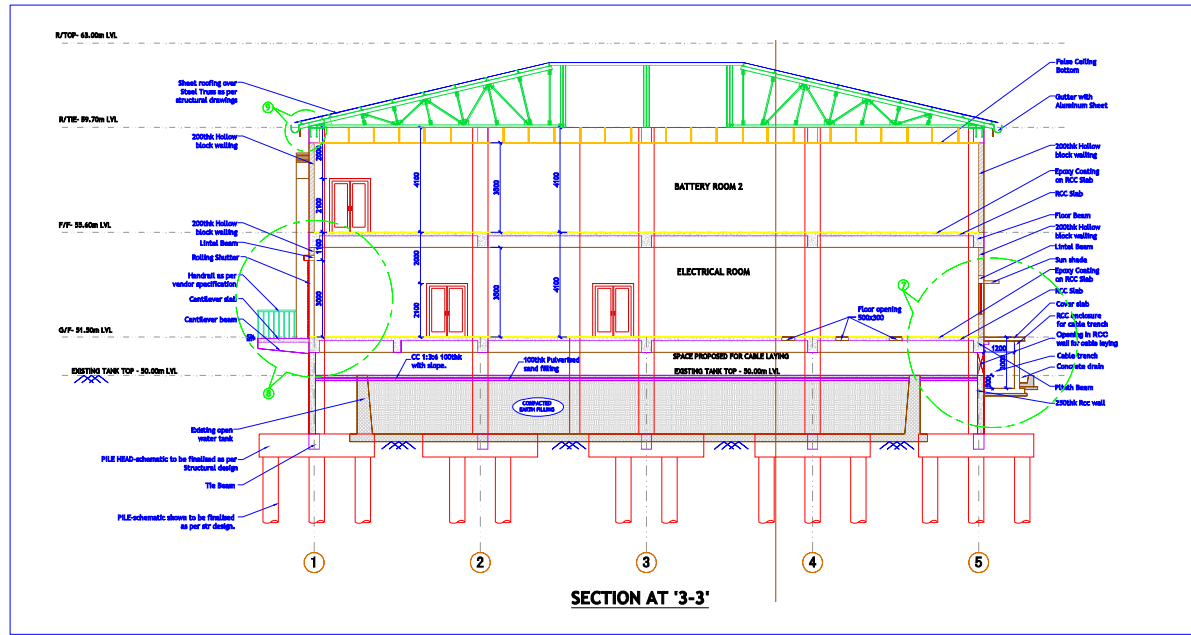 R/TOP- 63.00m LVL
Sheet roofing over
Steel Truss as per
structural drawings
9
R/TIE- 59.70m LVL
200thk Hollow
block walling
F/F- 55.60m LVL
200thk Hollow
block walling
Lintel Beam
Rolling Shutter
Handrail as per
vendor specification
Cantilever slab
Cantilever beam
G/F- 51.50m LVL
EXISTING TANK TOP - 50.00m LVL
8
Existing open
water tank
PILE HEAD-schematic to be finalised as per
Structural design
Tie Beam
PILE-schematic shown to be finalised
as per str design.
2000
2100
1100
3000
4100
2000
2100
3500
3500
4100
4100
BATTERY ROOM 2
ELECTRICAL ROOM
Floor opening
500x300
CC 1:3:6 100thk
with slope.
100thk Pulverised
sand filling
SPACE PROPOSED FOR CABLE LAYING
EXISTING TANK TOP - 50.00m LVL
COMPACTED
EARTH FILLING
False Ceiling
Bottom
Gutter with
Aluminum Sheet
200thk Hollow
block walling
Epoxy Coating
on RCC Slab
RCC Slab
Floor Beam
200thk Hollow
block walling
Lintel Beam
Sun shade
Epoxy Coating
on RCC Slab
RCC Slab
Cover slab
RCC enclosure
for cable trench
Opening in RCC
wall for cable laying
Cable trench
Concrete drain
Plinth Beam
250thk Rcc wall
7
1200
1
2
3
4
5
SECTION AT '3-3'